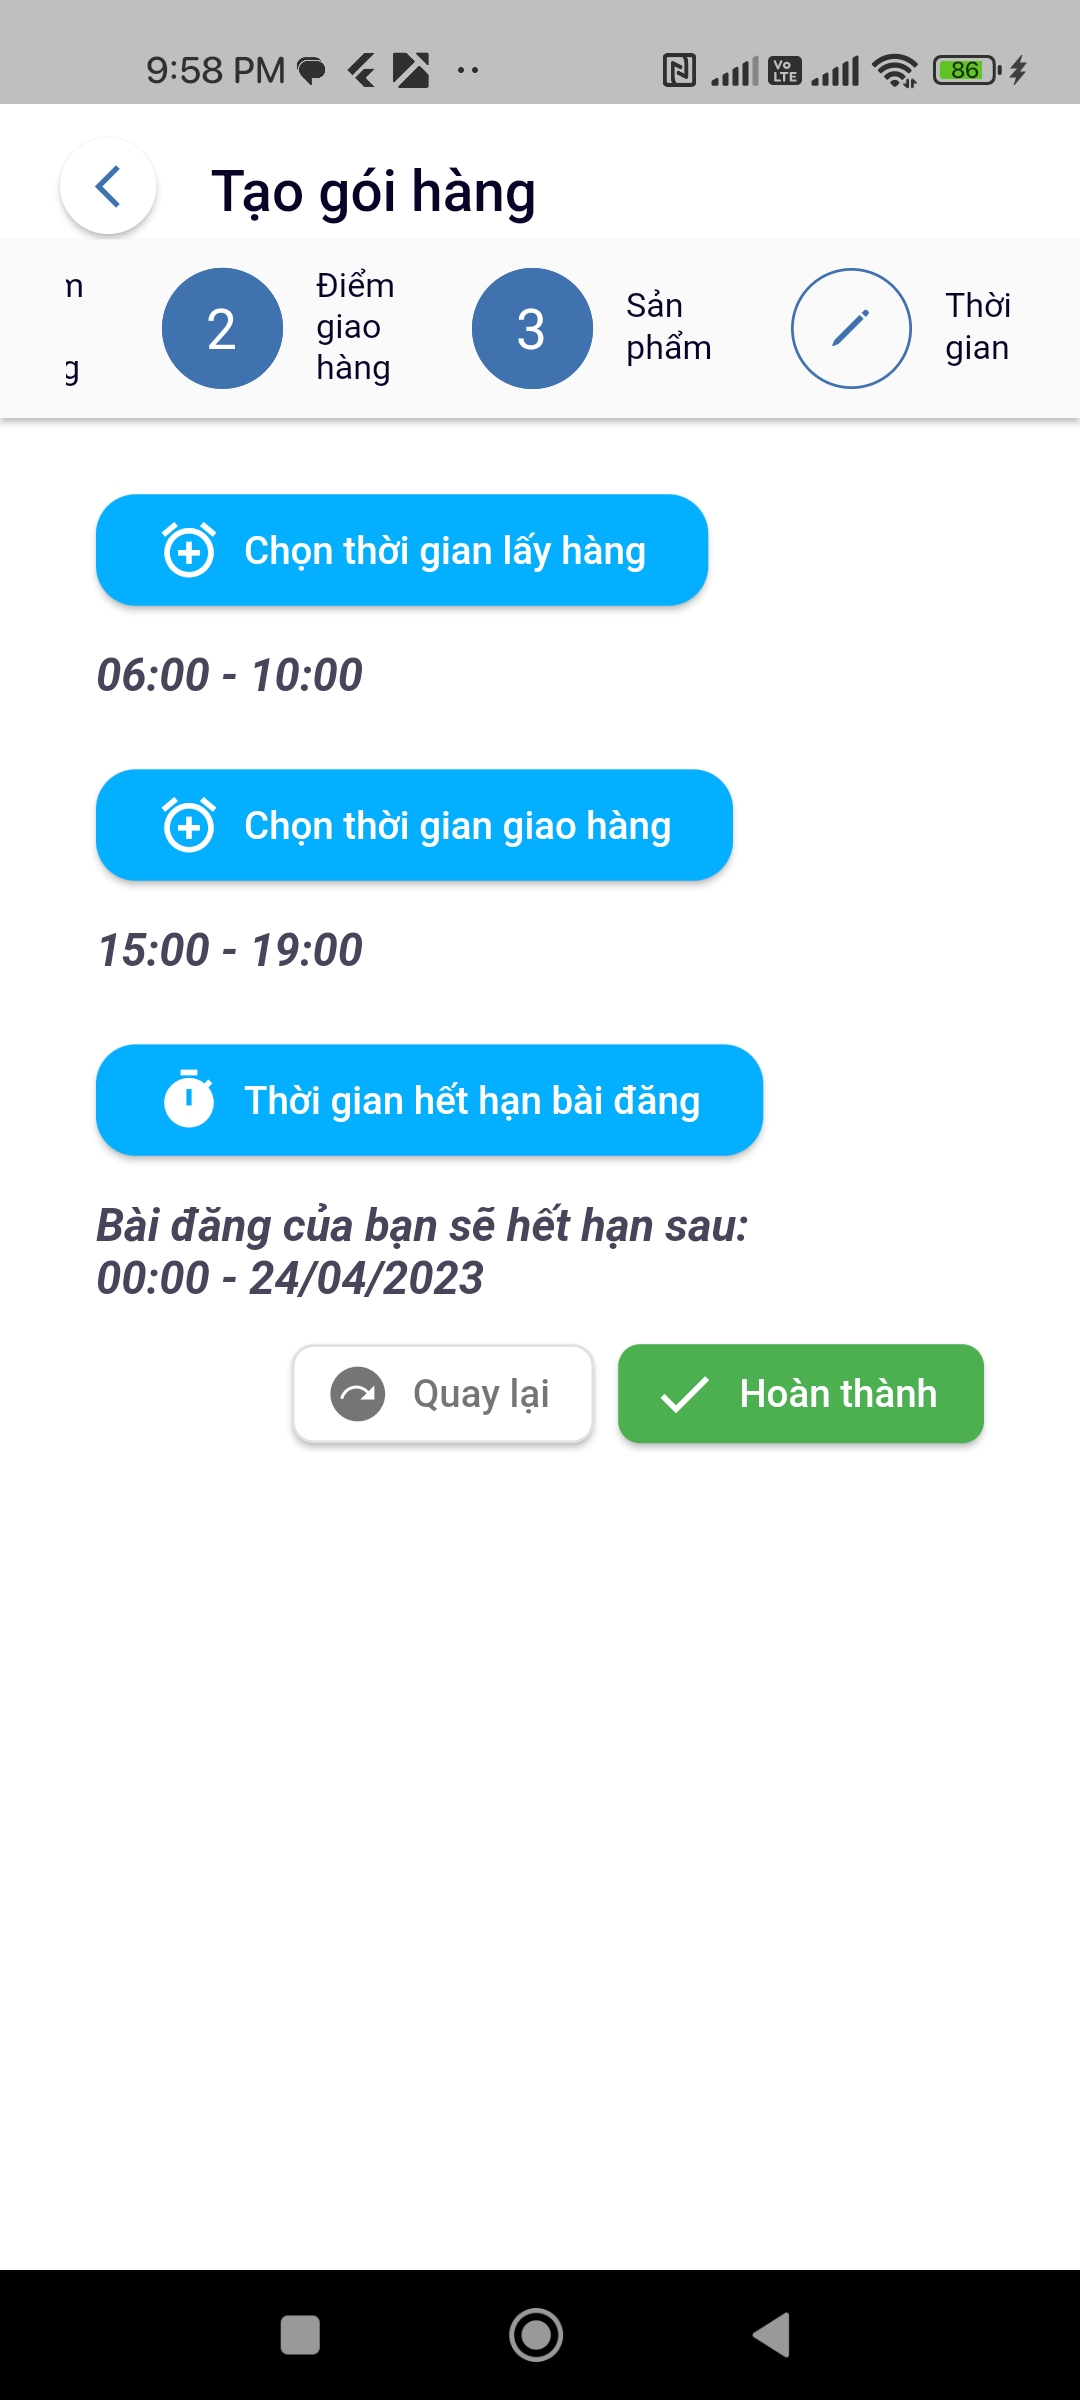 9:58 PM
Vo
LTE
86
Tạo gói hàng
m
g
2
Điểm
giao
hàng
3
Sản
phẩm
Thời
gian
Chọn thời gian lấy hàng
06:00 - 10:00
Chọn thời gian giao hàng
15:00 - 19:00
Thời gian hết hạn bài đăng
Bài đăng của bạn sẽ hết hạn sau:
00:00 - 24/04/2023
Quay lại
Hoàn thành